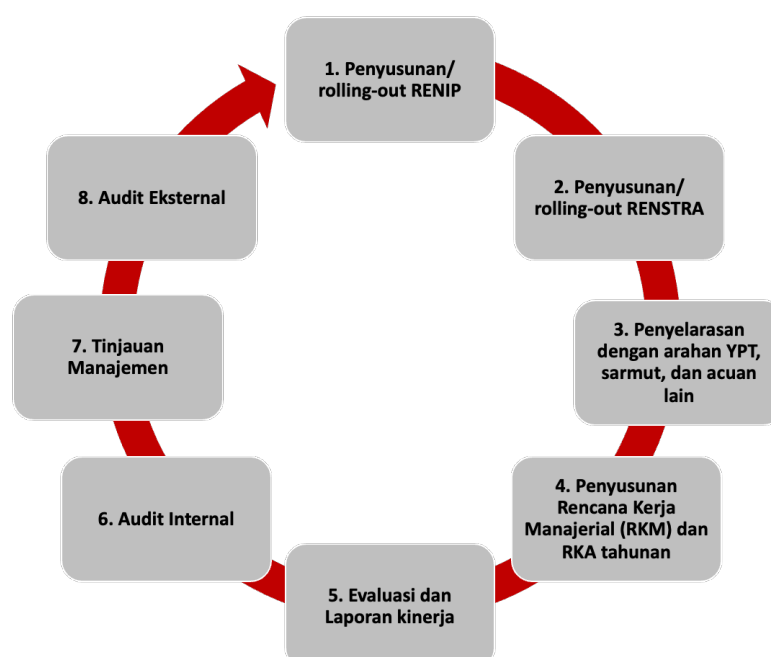 1. Penyusunan/
rolling-out RENIP
2. Penyusunan/
rolling-out RENSTRA
3. Penyelarasan
dengan arahan YPT,
sarmut, dan acuan
lain
4. Penyusunan
Rencana Kerja
Manajerial (RKM) dan
RKA tahunan
5. Evaluasi dan
Laporan kinerja
6. Audit Internal
7. Tinjauan
Manajemen
8. Audit Eksternal